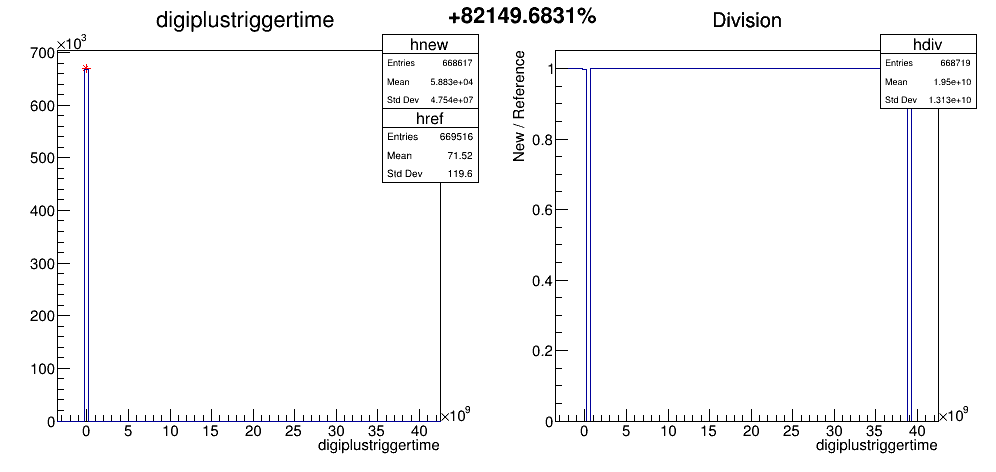 +82149.6831%
digiplustriggertime
×10³
hnew
Entries 668617
Mean 5.883e+04
Std Dev 4.754e+07
href
Entries 669516
Mean 71.52
Std Dev 119.6
700
600
500
400
300
200
100
0
0 5 10 15 20 25 30 35 40
×10⁹
digiplustriggertime
Division
hdiv
Entries 668719
Mean 1.95e+10
Std Dev 1.313e+10
New / Reference
1
0.8
0.6
0.4
0.2
0
0 5 10 15 20 25 30 35 40
×10⁹
digiplustriggertime